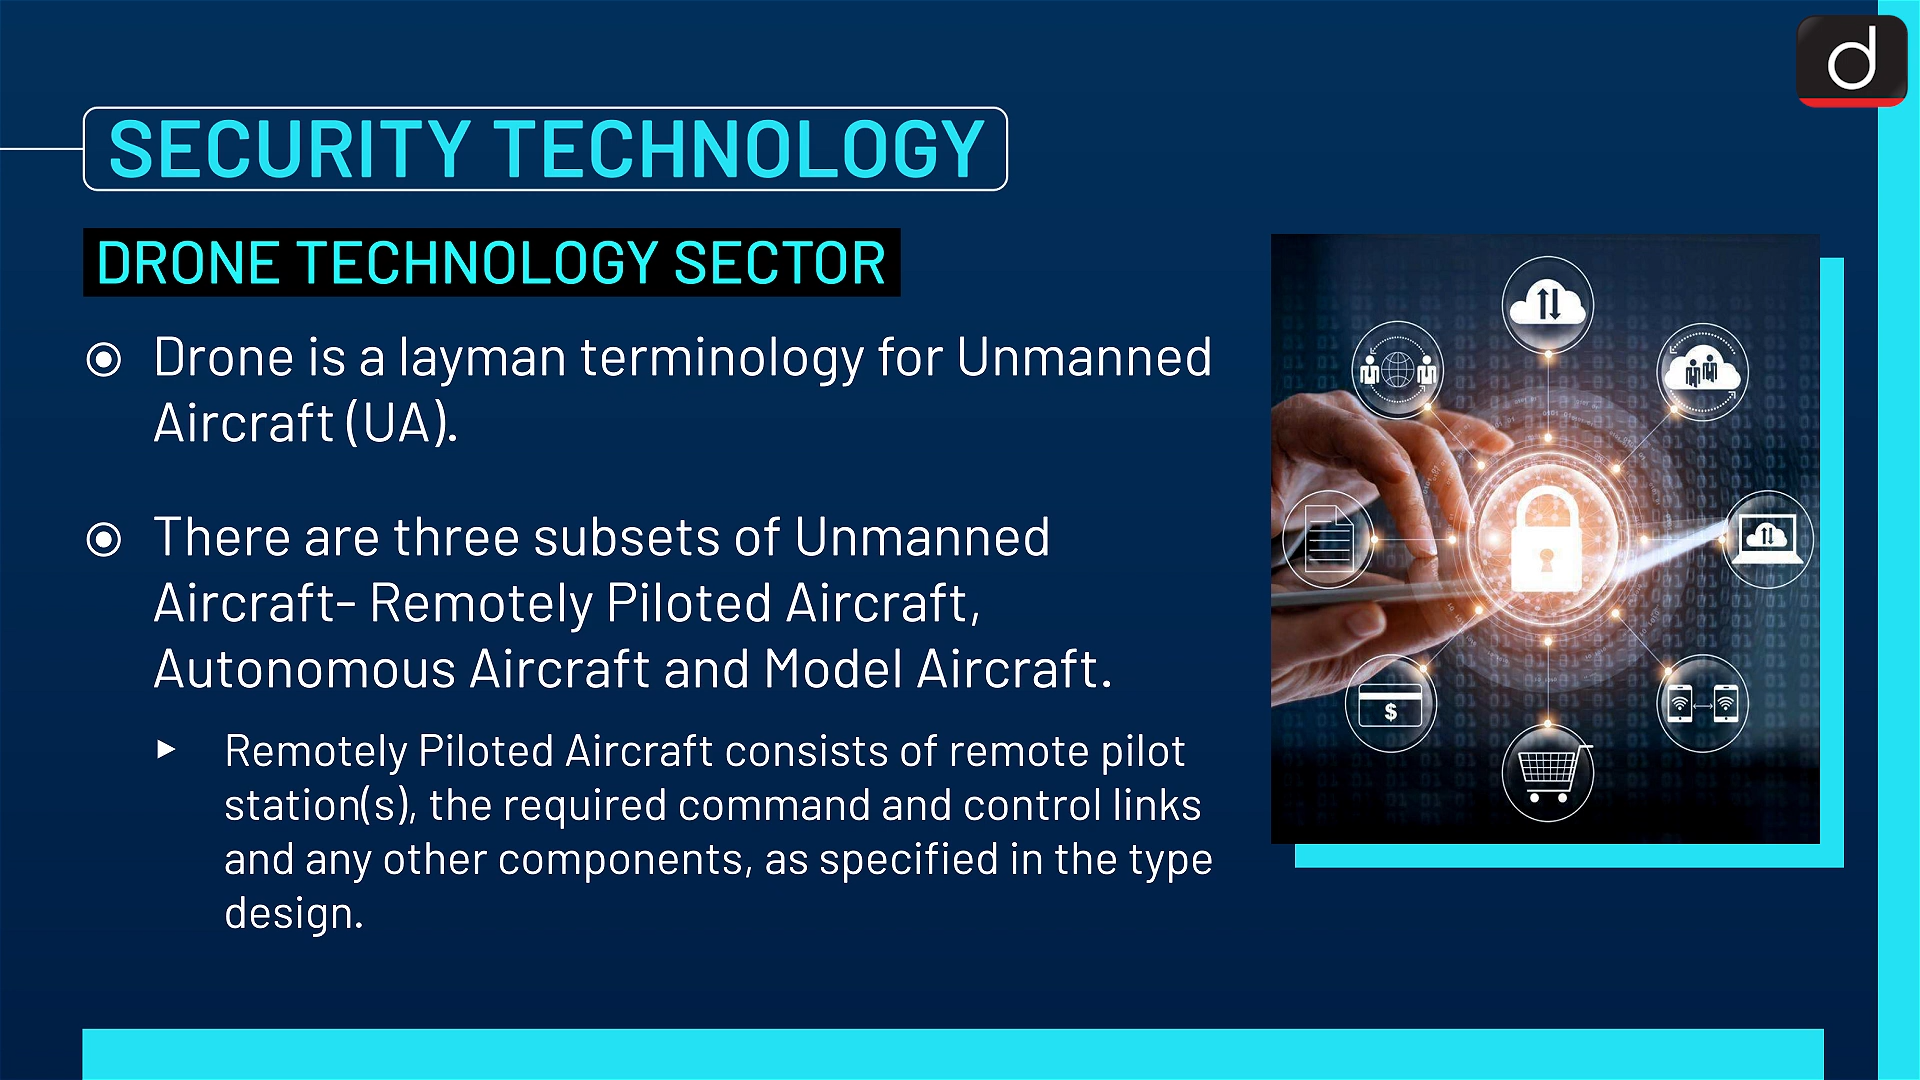 d
SECURITY TECHNOLOGY
DRONE TECHNOLOGY SECTOR
Drone is a layman terminology for Unmanned
Aircraft (UA).
There are three subsets of Unmanned
Aircraft- Remotely Piloted Aircraft,
Autonomous Aircraft and Model Aircraft.
Remotely Piloted Aircraft consists of remote pilot
station(s), the required command and control links
and any other components, as specified in the type
design.
$